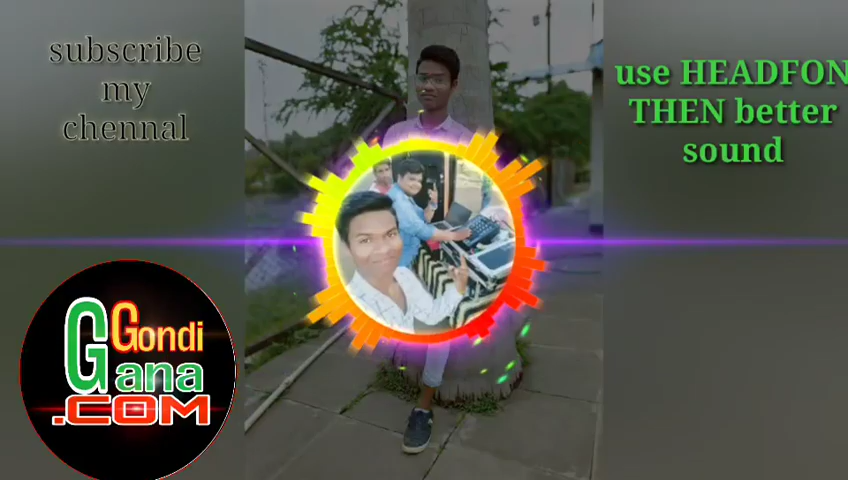 subscribe
my
chennal
use HEADFON
THEN better
sound
Gondi
Gana
.COM